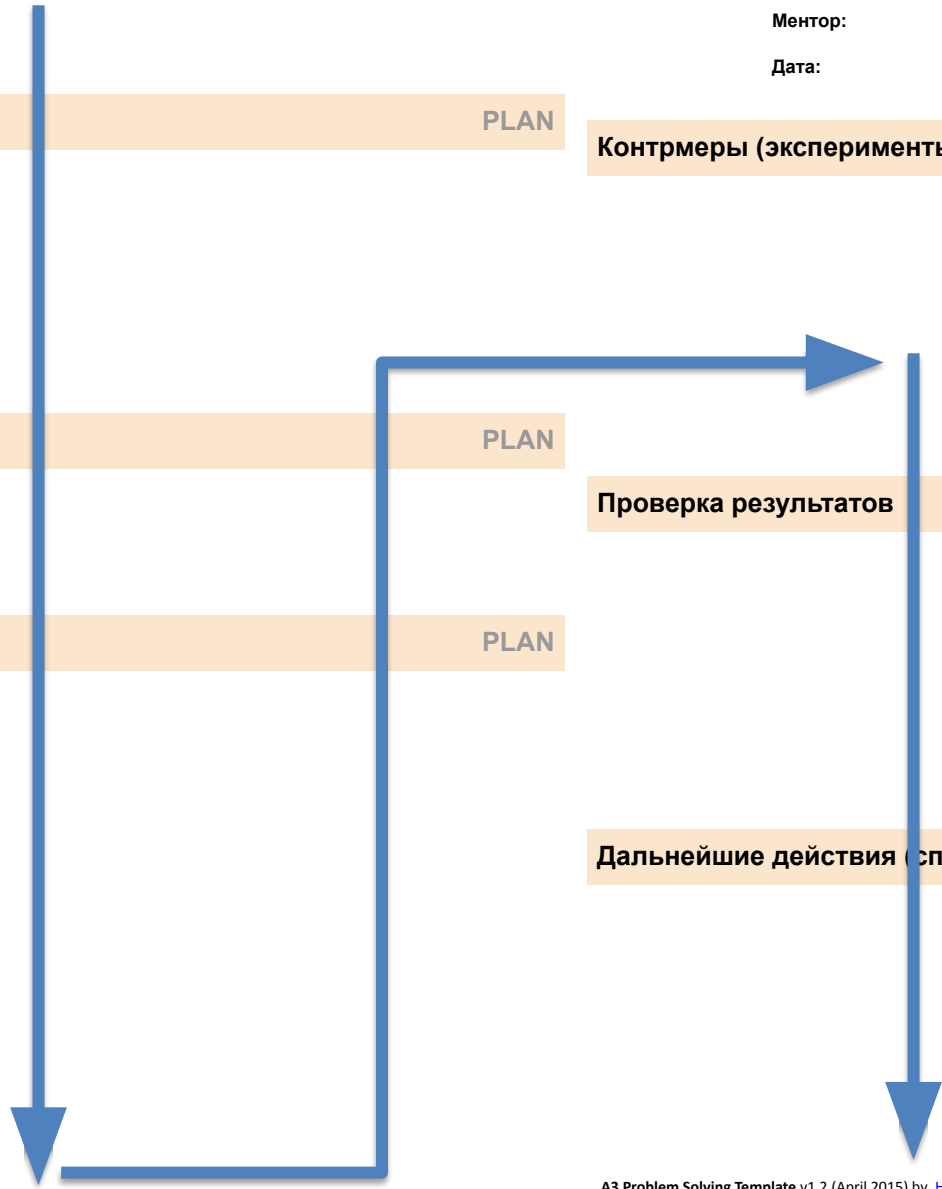 Ментор:
Дата:
PLAN
Контрмеры (эксперименты
PLAN
Проверка результатов
PLAN
Дальнейшие действия (сп
A3 Problem Solving Template v1.2 (April 2015) by